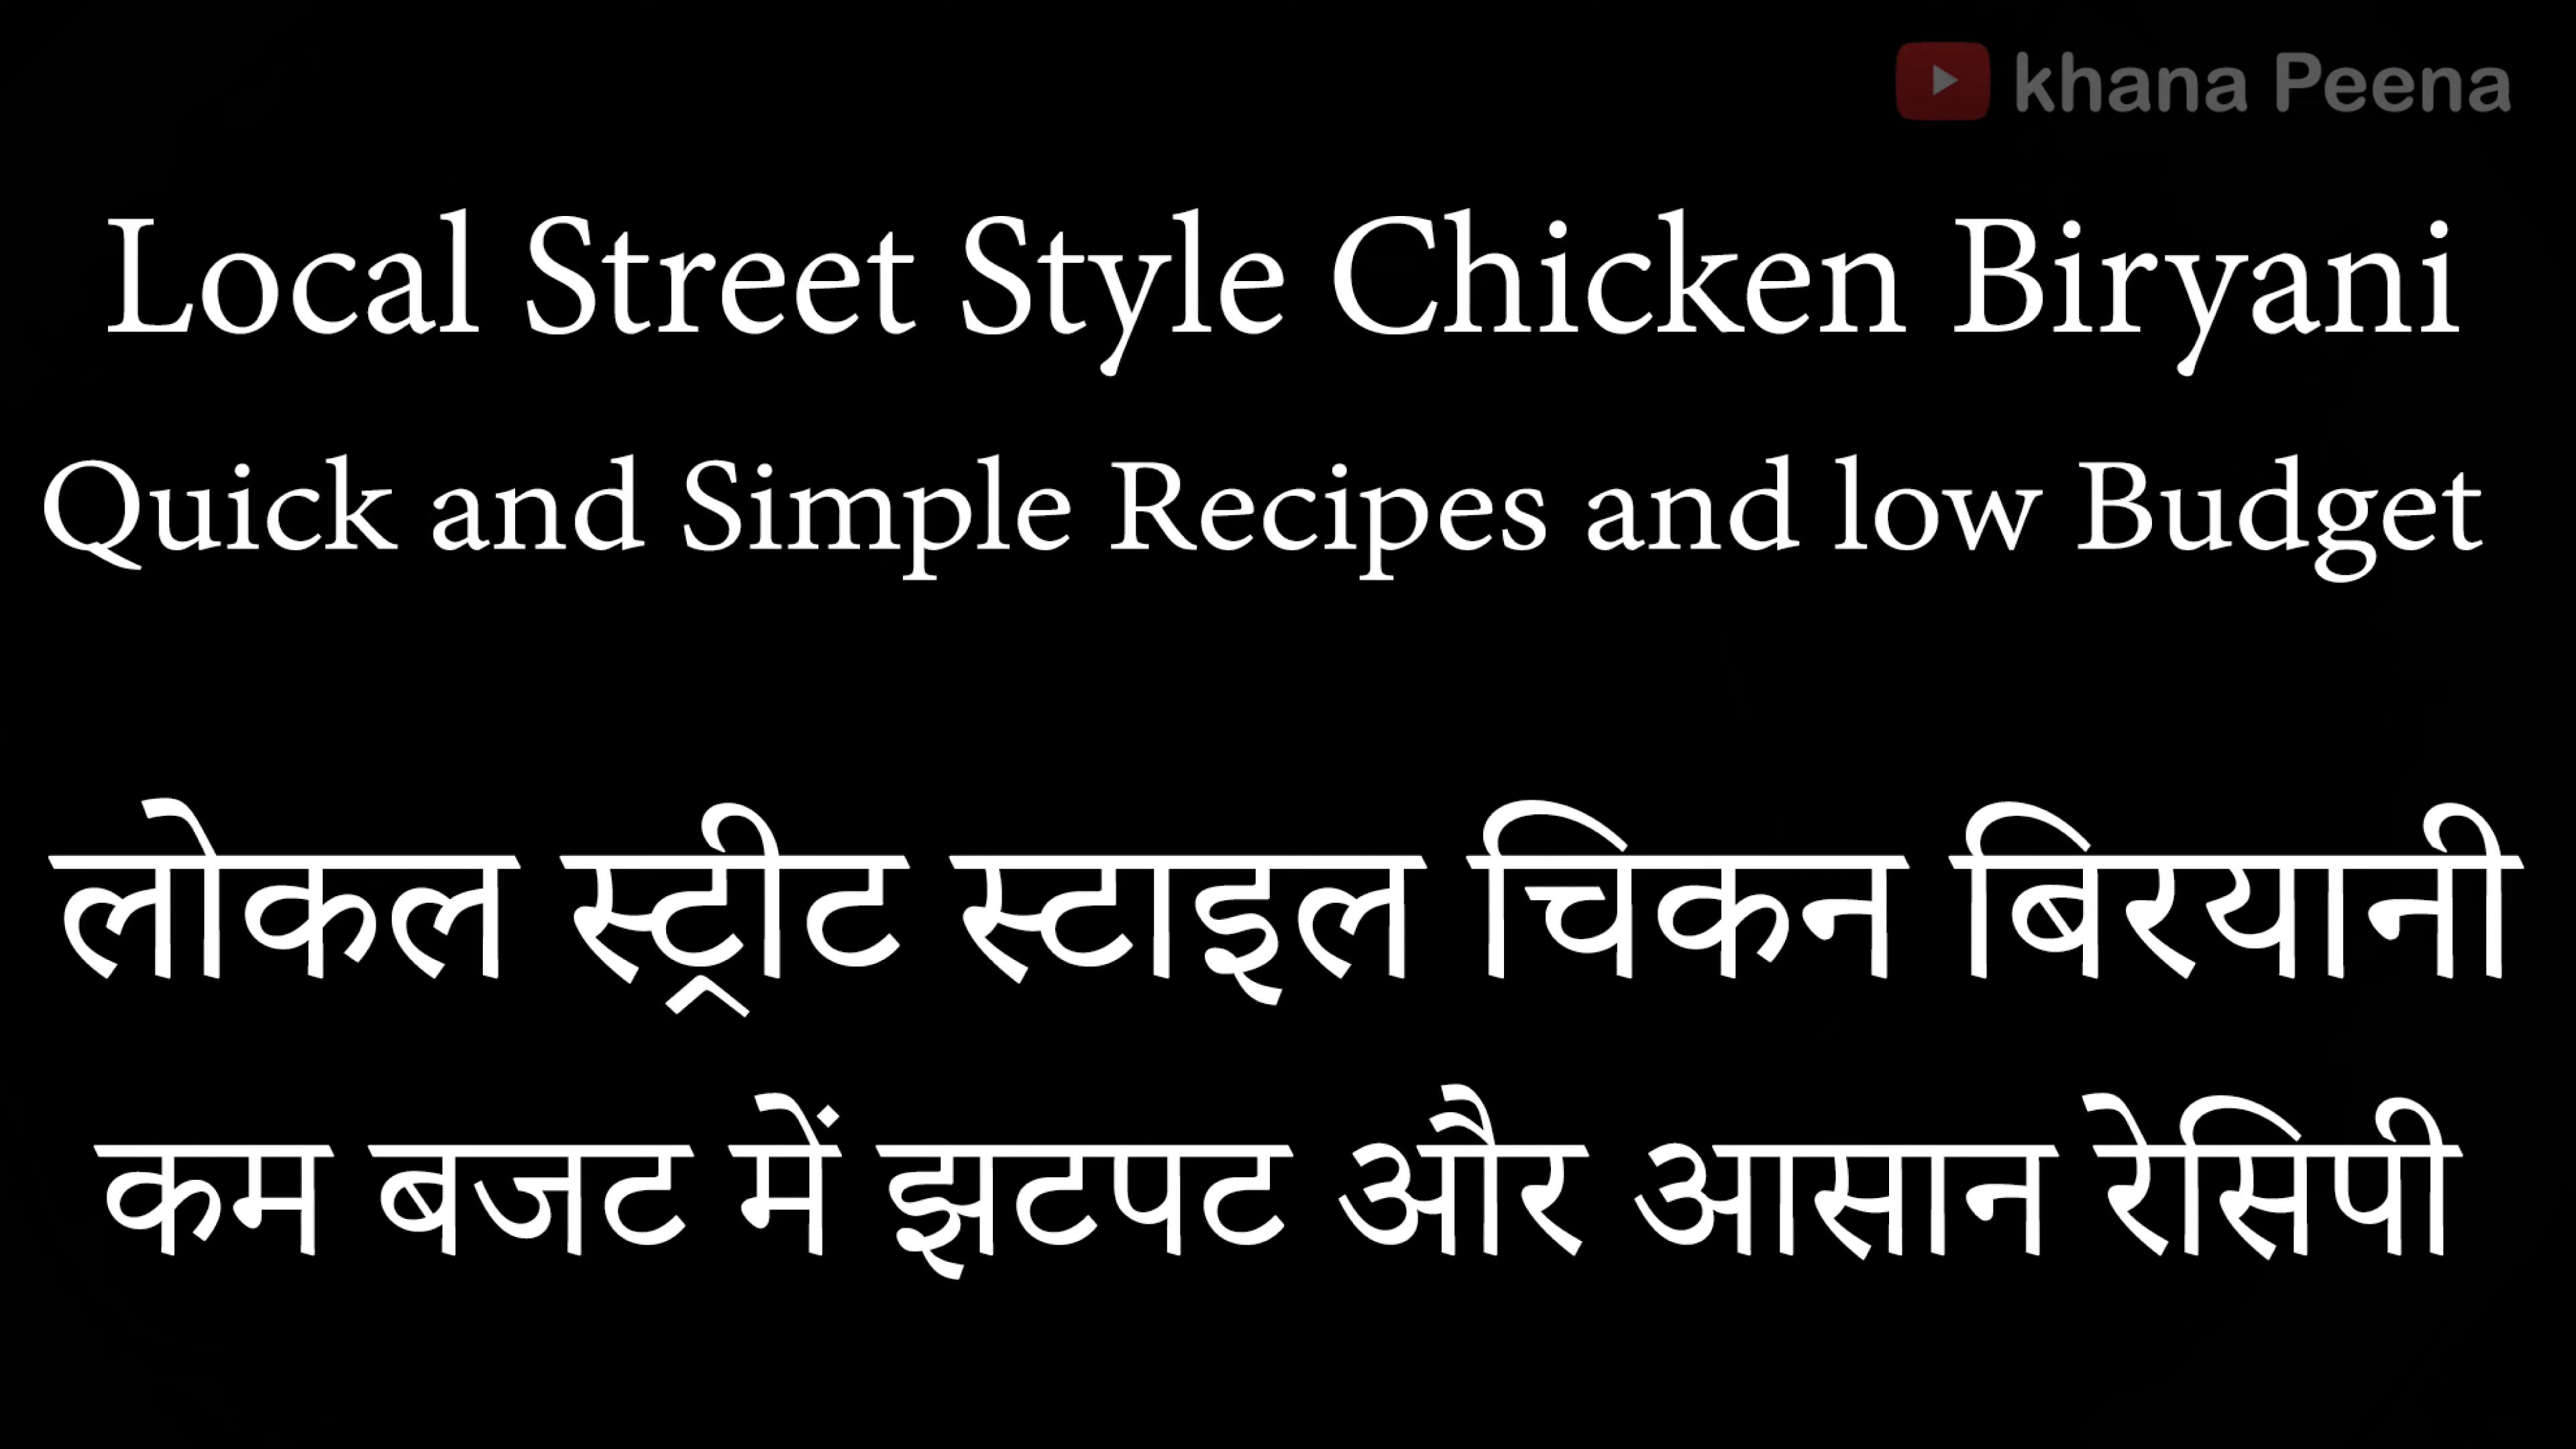 khana Peena
Local Street Style Chicken Biryani
Quick and Simple Recipes and low Budget
लोकल स्ट्रीट स्टाइल चिकन बिरयानी
कम बजट में झटपट और आसान रेसिपी